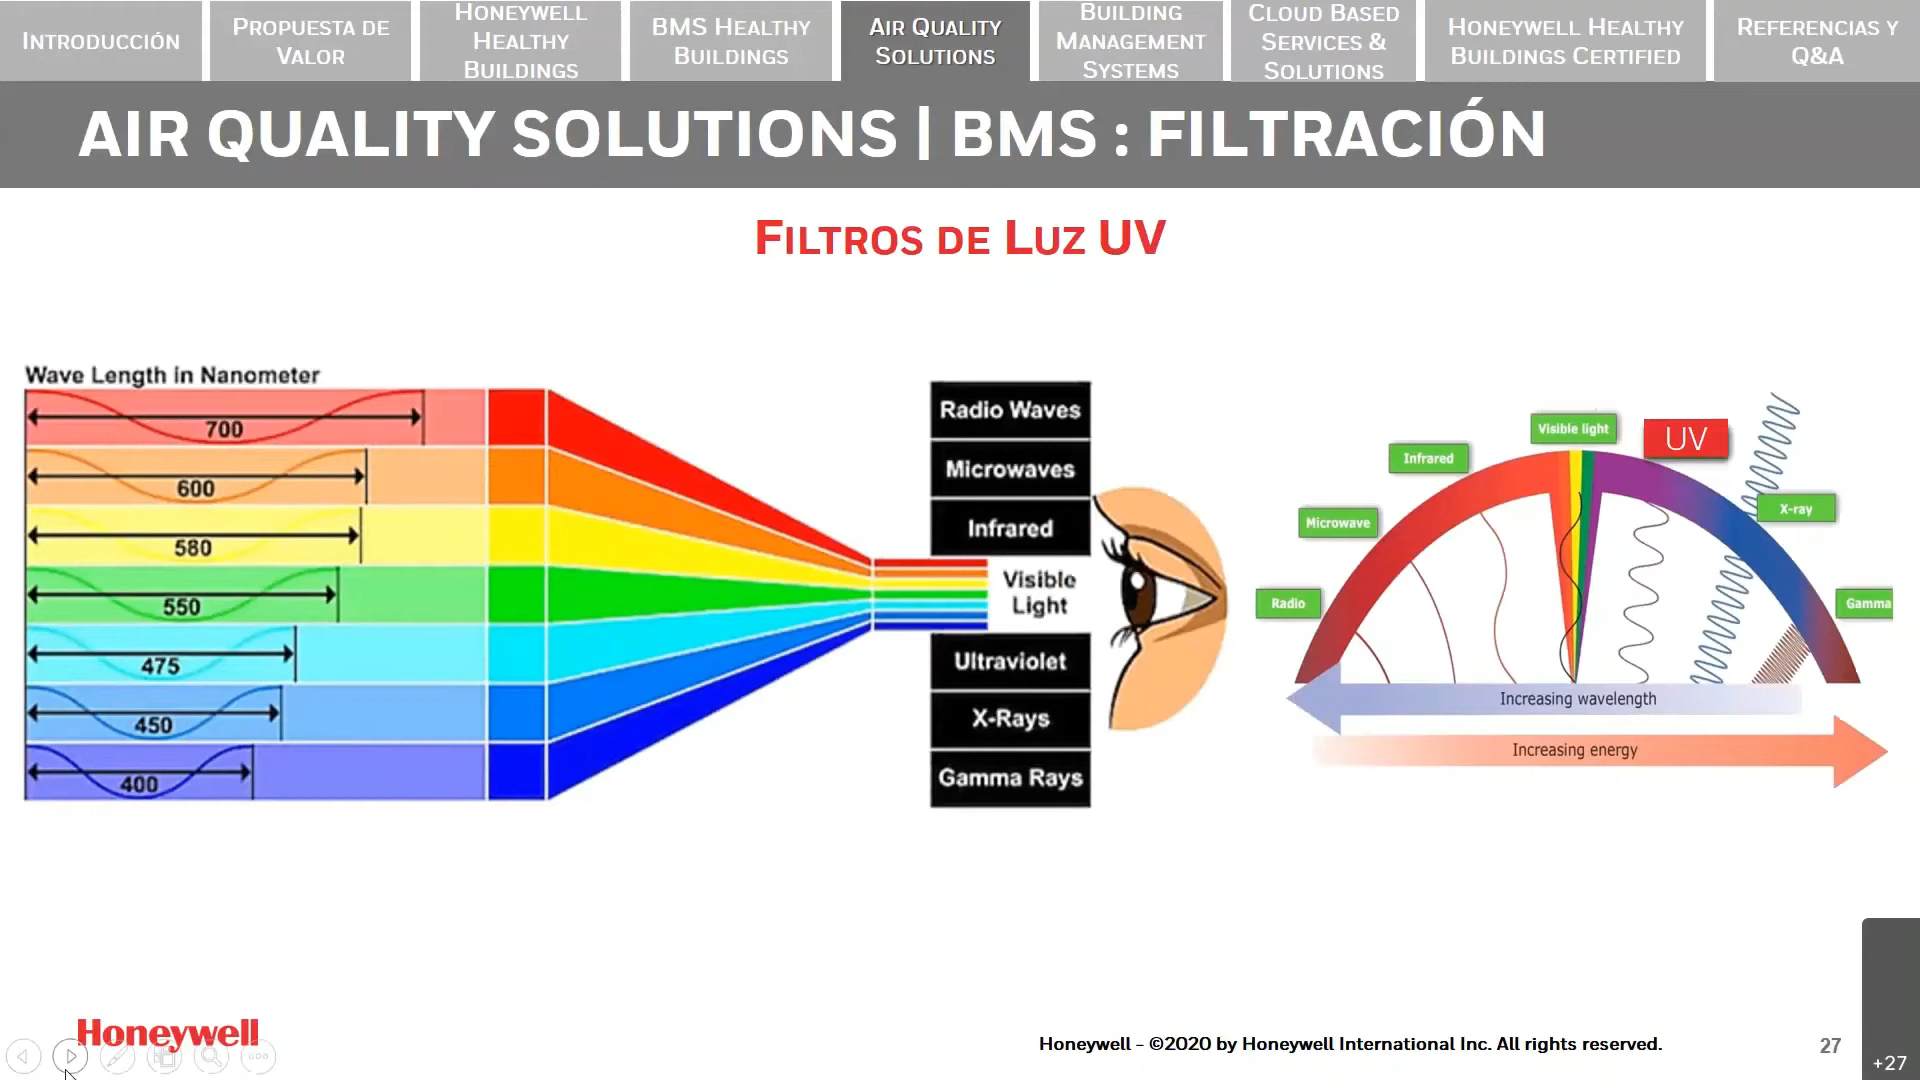 INTRODUCCIÓN
PROPUESTA DE
VALOR
HONEYWELL
HEALTHY
BUILDINGS
BMS HEALTHY
BUILDINGS
AIR QUALITY
SOLUTIONS
BUILDING
MANAGEMENT
SYSTEMS
CLOUD BASED
SERVICES &
SOLUTIONS
HONEYWELL HEALTHY
BUILDINGS CERTIFIED
REFERENCIAS Y
Q&A
AIR QUALITY SOLUTIONS | BMS : FILTRACIÓN
FILTROS DE LUZ UV
Wave Length in Nanometer
700
600
580
550
475
450
400
Radio Waves
Microwaves
Infrared
Visible
Light
Ultraviolet
X-Rays
Gamma Rays
Radio
Microwave
Infrared
Visible light
UV
X-ray
Gamma
Increasing wavelength
Increasing energy
Honeywell
Honeywell - ©2020 by Honeywell International Inc. All rights reserved.
27
+27